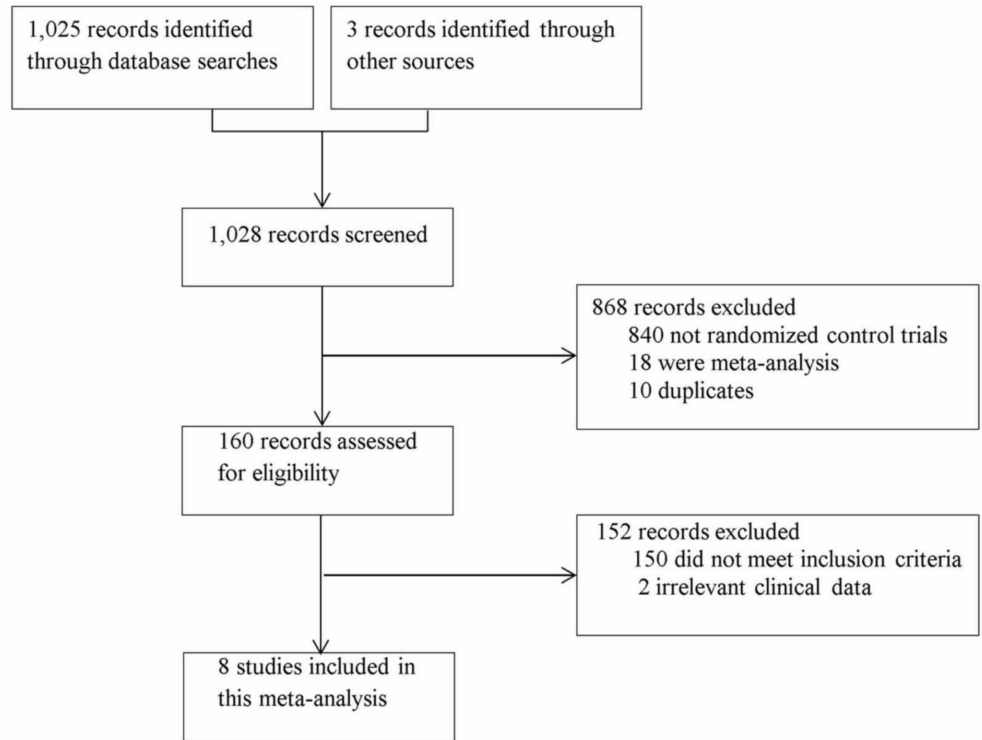 1,025 records identified
through database searches
3 records identified through
other sources
1,028 records screened
868 records excluded
840 not randomized control trials
18 were meta-analysis
10 duplicates
160 records assessed
for eligibility
152 records excluded
150 did not meet inclusion criteria
2 irrelevant clinical data
8 studies included in
this meta-analysis